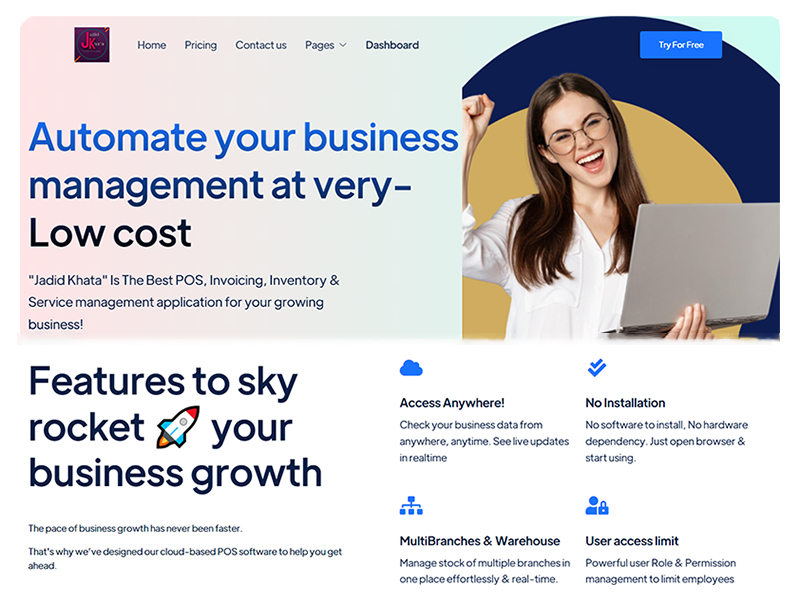 JK
Home Pricing Contact us Pages Dashboard
Try For Free
Automate your business
management at very-
Low cost
"Jadid Khata" Is The Best POS, Invoicing, Inventory &
Service management application for your growing
business!
Features to sky
rocket 🚀 your
business growth
The pace of business growth has never been faster.
That's why we've designed our cloud-based POS software to help you get
ahead.
Access Anywhere!
Check your business data from
anywhere, anytime. See live updates
in realtime
No Installation
No software to install, No hardware
dependency. Just open browser &
start using.
MultiBranches & Warehouse
Manage stock of multiple branches in
one place effortlessly & real-time.
User access limit
Powerful user Role & Permission
management to limit employees